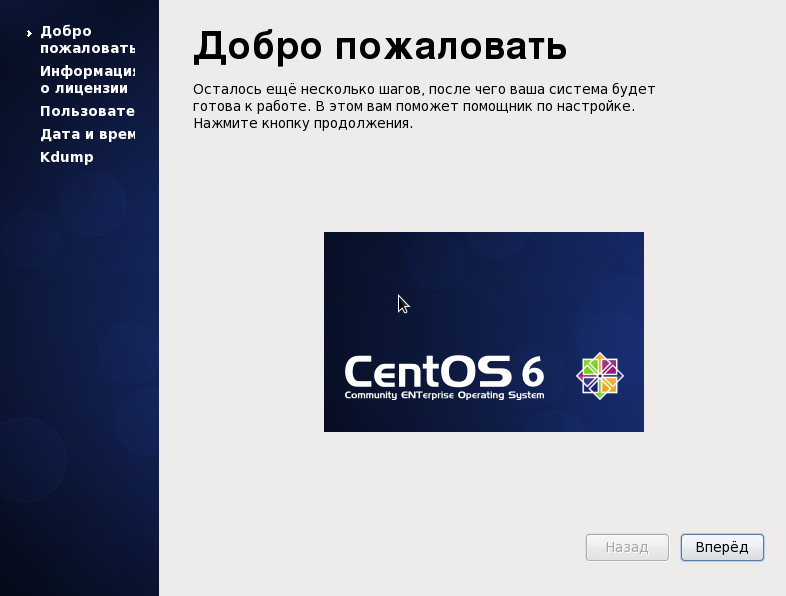 Добро
пожаловать
Информация
о лицензии
Пользовате
Дата и врем
Kdump
Добро пожаловать
Осталось ещё несколько шагов, после чего ваша система будет
готова к работе. В этом вам поможет помощник по настройке.
Нажмите кнопку продолжения.
CentOS 6
Community ENTerprise Operating System
Назад
Вперёд